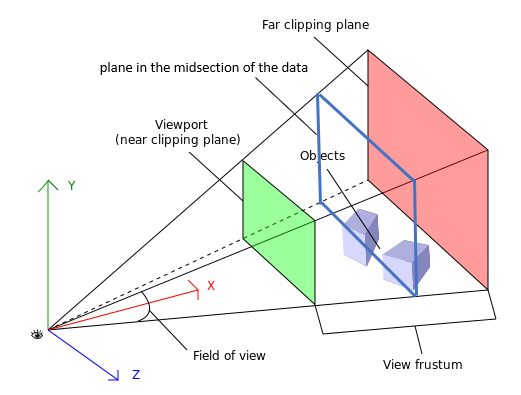 Far clipping plane
plane in the midsection of the data
Viewport
(near clipping plane)
Objects
Y
X
Z
Field of view
View frustum